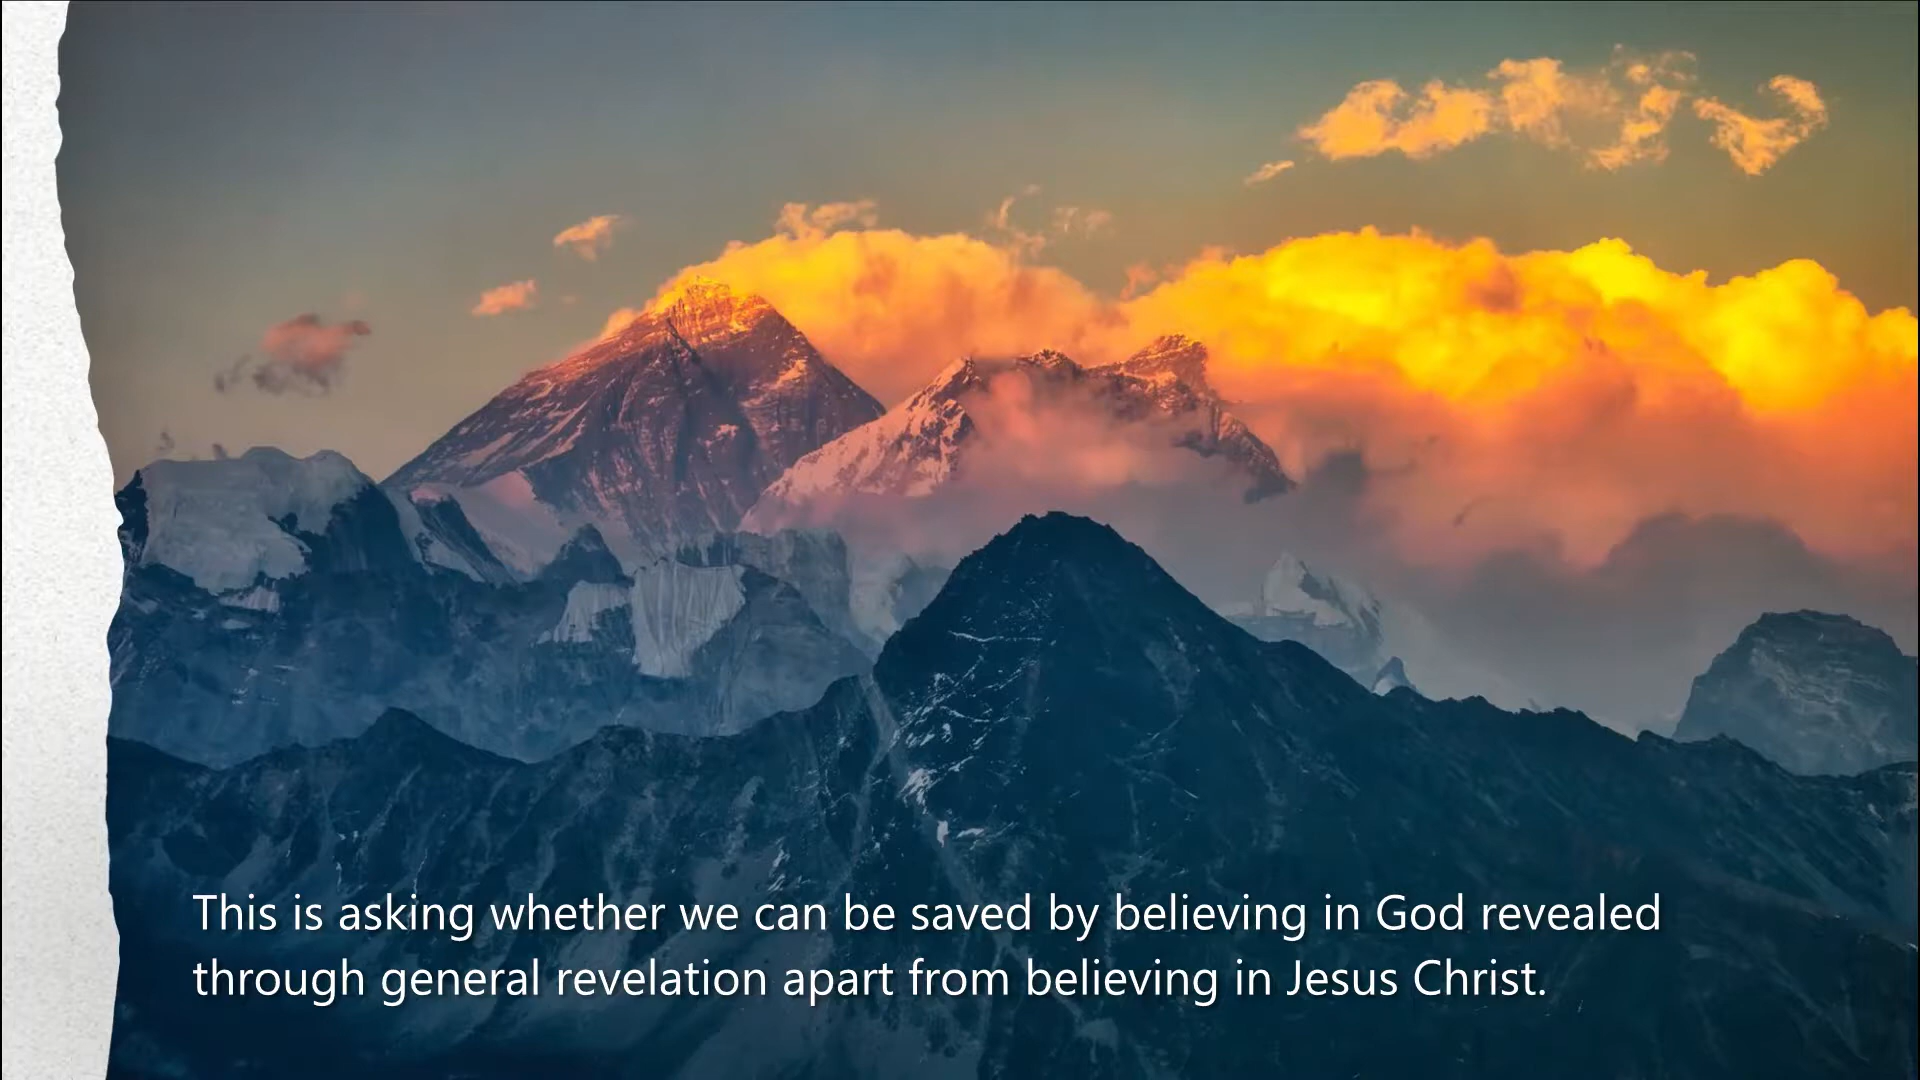 This is asking whether we can be saved by believing in God revealed
through general revelation apart from believing in Jesus Christ.